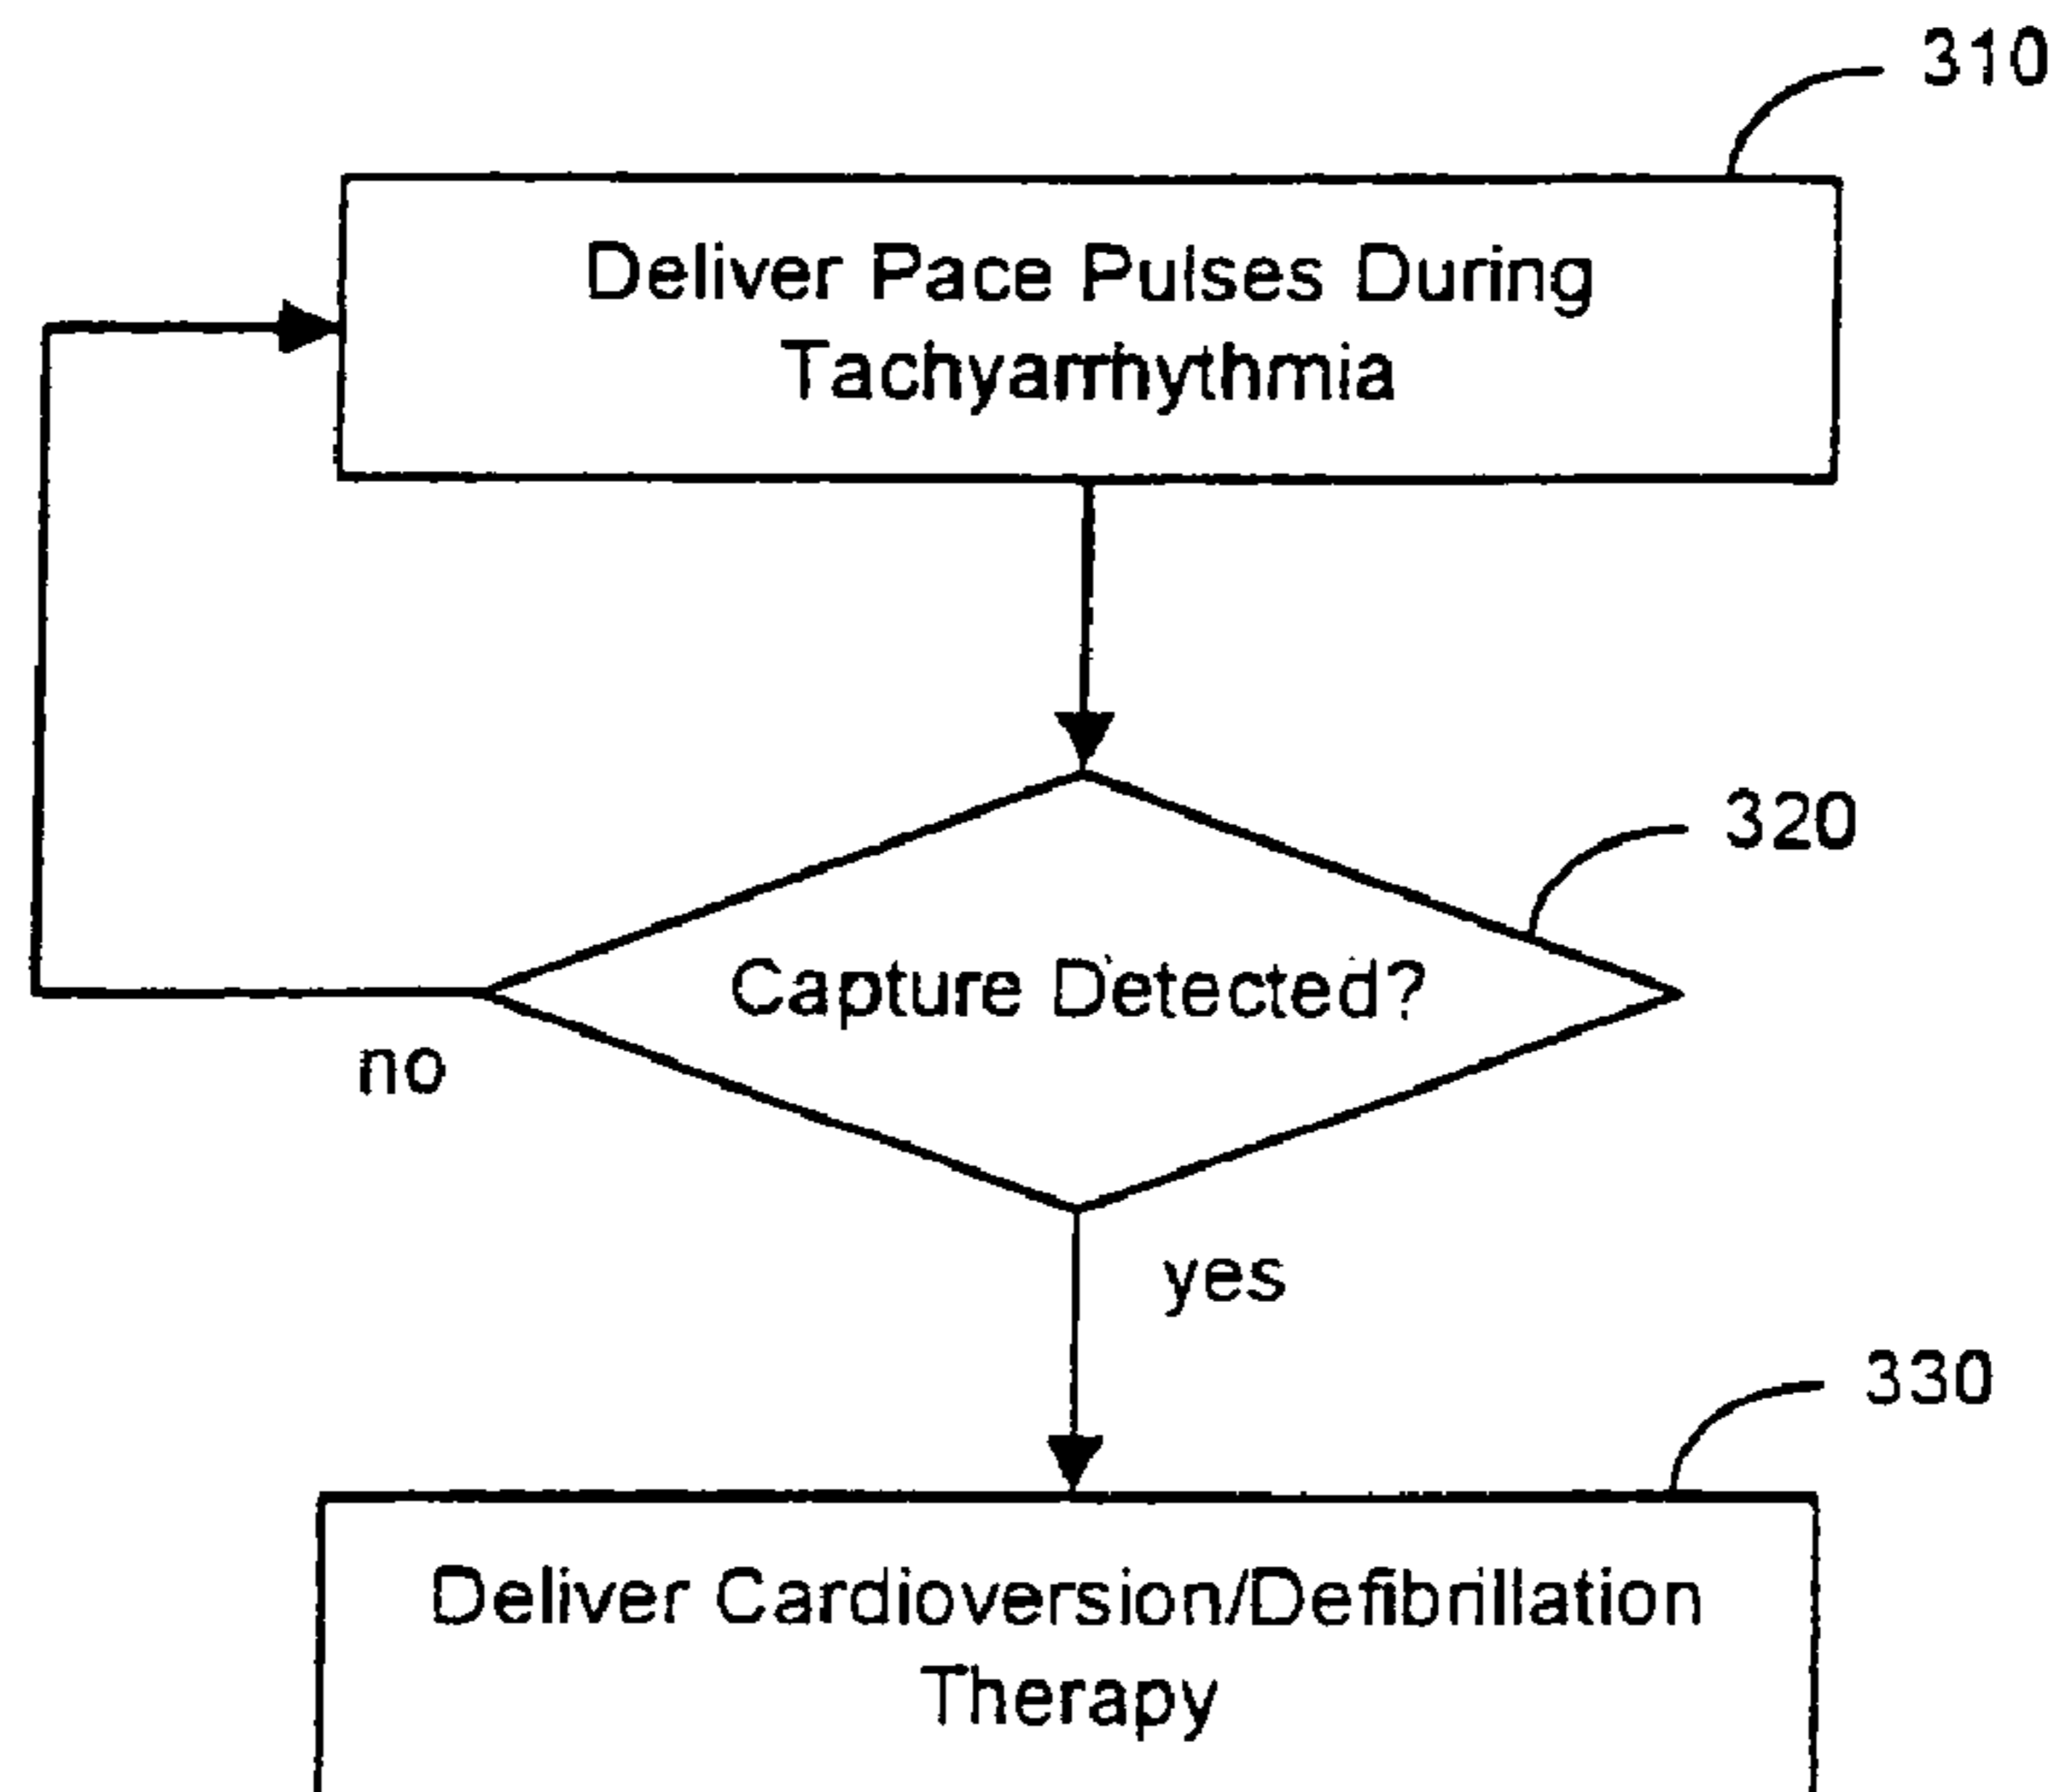 310
Deliver Pace Pulses During
Tachyarrhythmia
320
Capture Detected?
no
yes
330
Deliver Cardioversion/Defibrillation
Therapy